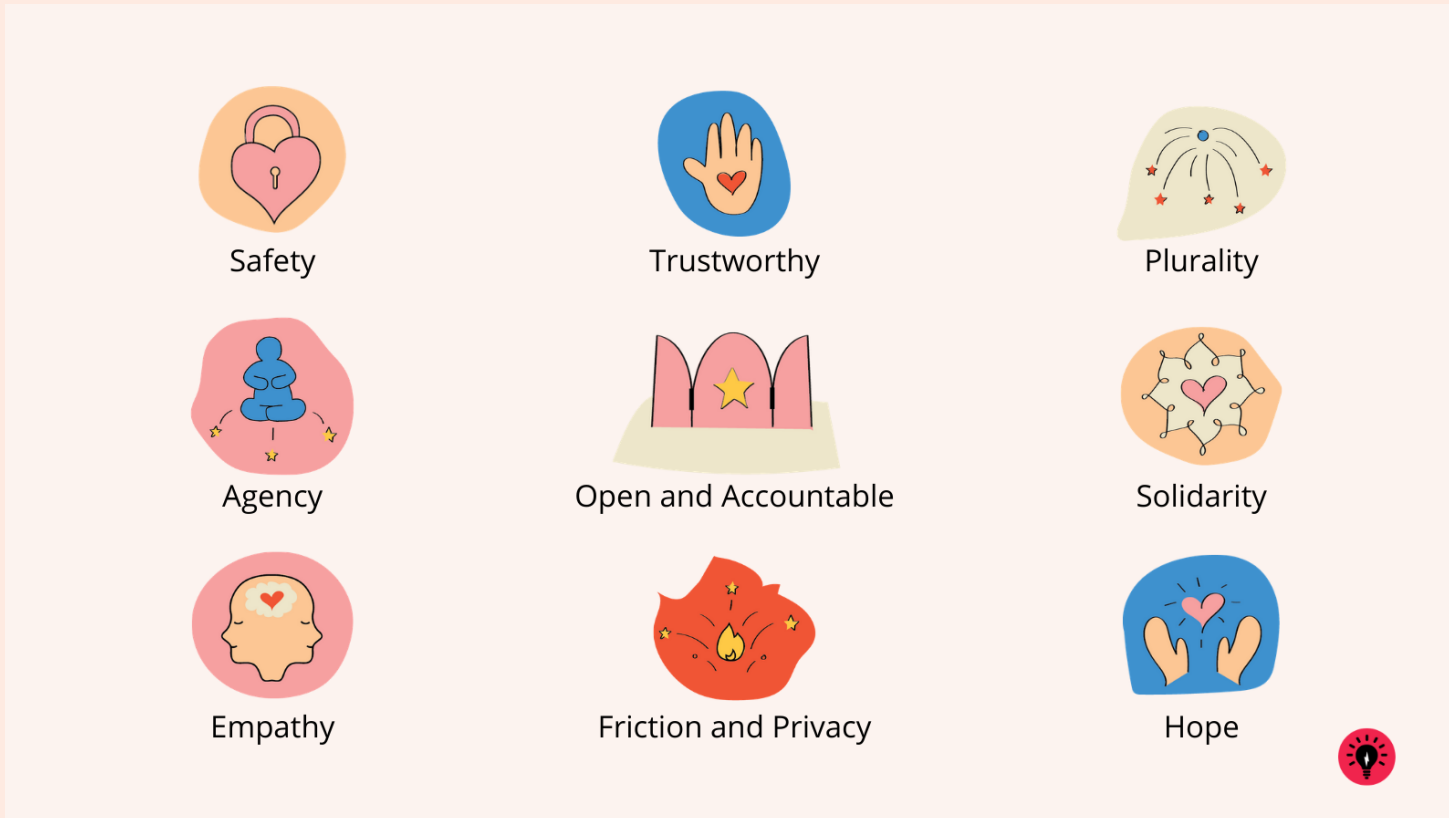 Safety
Trustworthy
Plurality
Agency
Open and Accountable
Solidarity
Empathy
Friction and Privacy
Hope